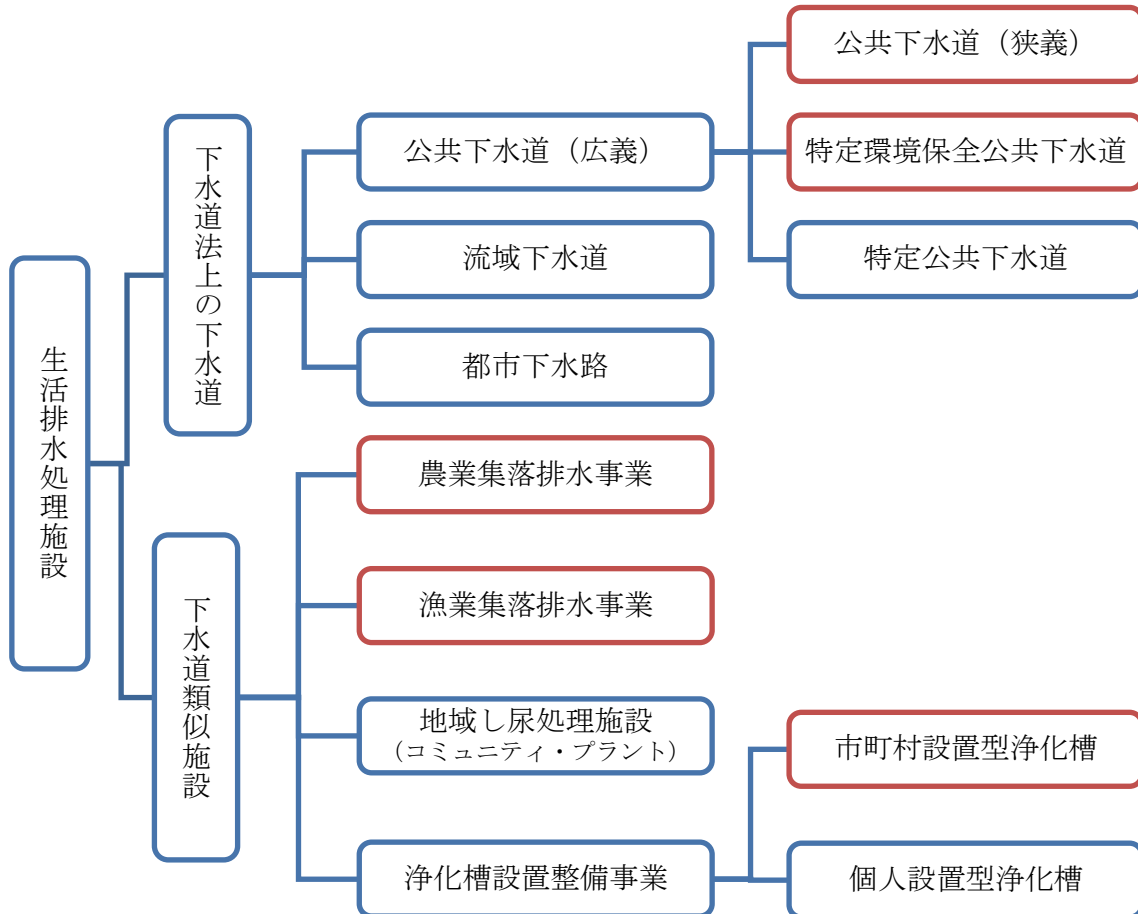 生活排水処理施設
下水道法上の下水道
公共下水道（広義）
公共下水道（狭義）
特定環境保全公共下水道
特定公共下水道
流域下水道
都市下水路
下水道類似施設
農業集落排水事業
漁業集落排水事業
地域し尿処理施設
（コミュニティ・プラント）
浄化槽設置整備事業
市町村設置型浄化槽
個人設置型浄化槽